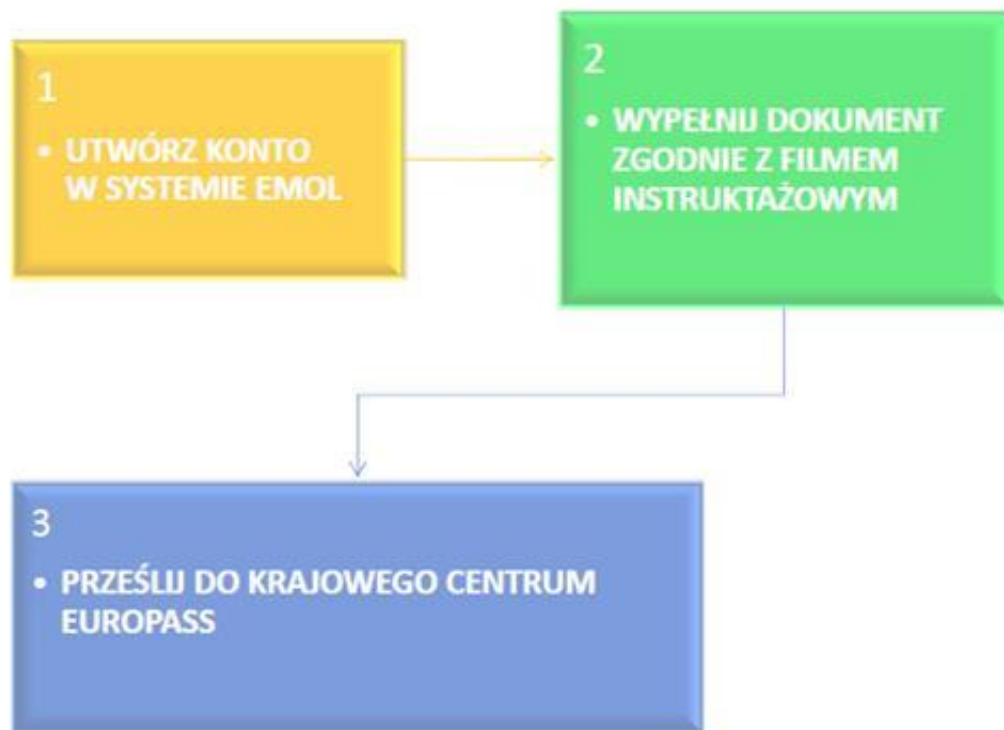 1
• UTWÓRZ KONTO
W SYSTEMIE EMOL
2
• WYPEŁNIJ DOKUMENT
ZGODNIE Z FILMEM
INSTRUKTAŻOWYM
3
• PRZEŚLIJ DO KRAJOWEGO CENTRUM
EUROPASS